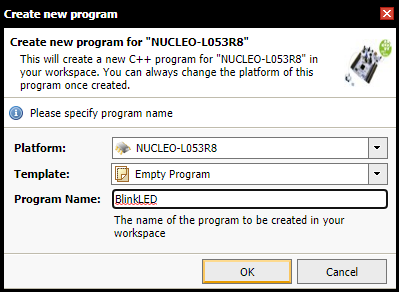 Create new program
Create new program for "NUCLEO-L053R8"
This will create a new C++ program for "NUCLEO-L053R8" in
your workspace. You can always change the platform of this
program once created.
Please specify program name
Platform: NUCLEO-L053R8
Template: Empty Program
Program Name: BlinkLED
The name of the program to be created in your
workspace
OK Cancel